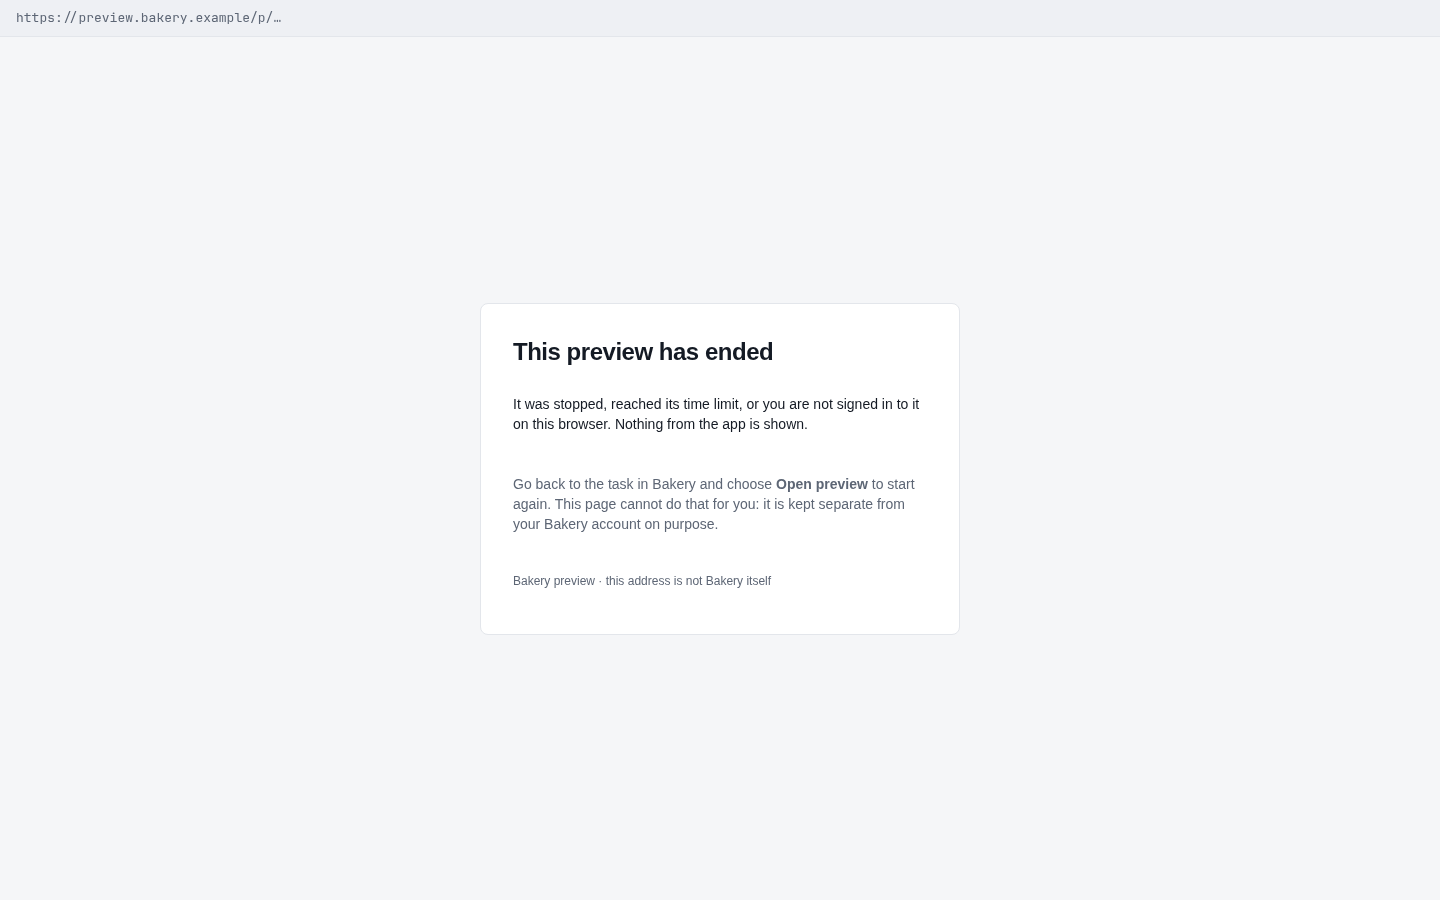 https://preview.bakery.example/p/…
This preview has ended
It was stopped, reached its time limit, or you are not signed in to it
on this browser. Nothing from the app is shown.
Go back to the task in Bakery and choose Open preview to start
again. This page cannot do that for you: it is kept separate from
your Bakery account on purpose.
Bakery preview · this address is not Bakery itself